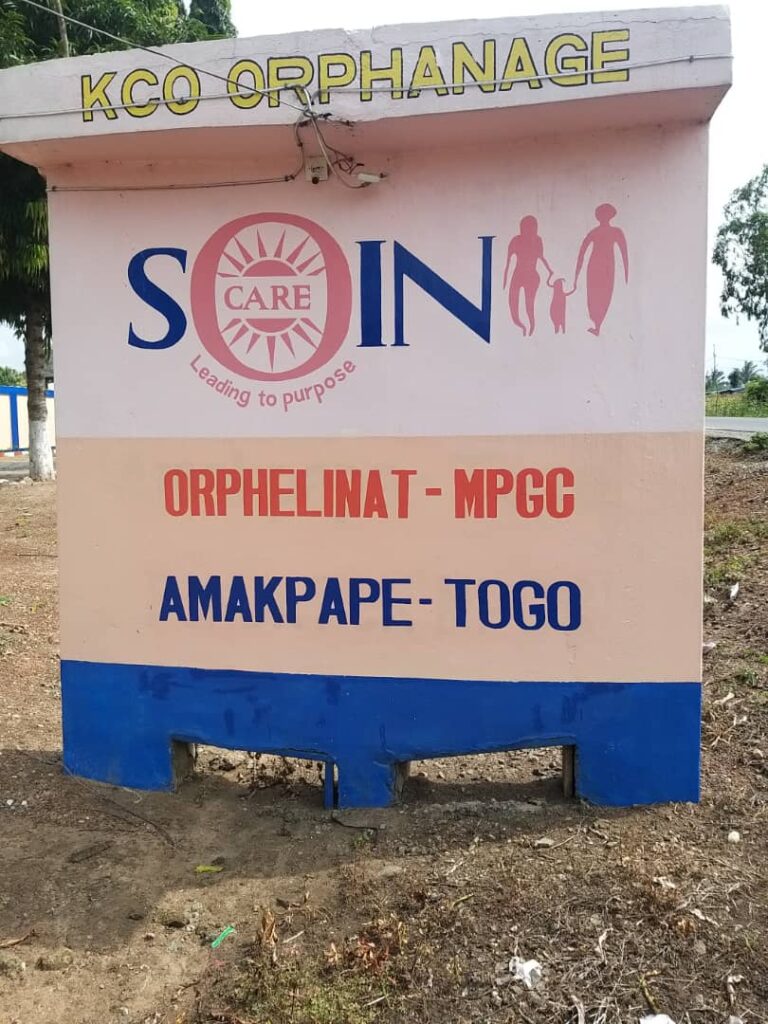 KCO ORPHANAGE
SOIN
CARE
Leading to purpose
ORPHELINAT - MPGC
AMAKPAPE - TOGO